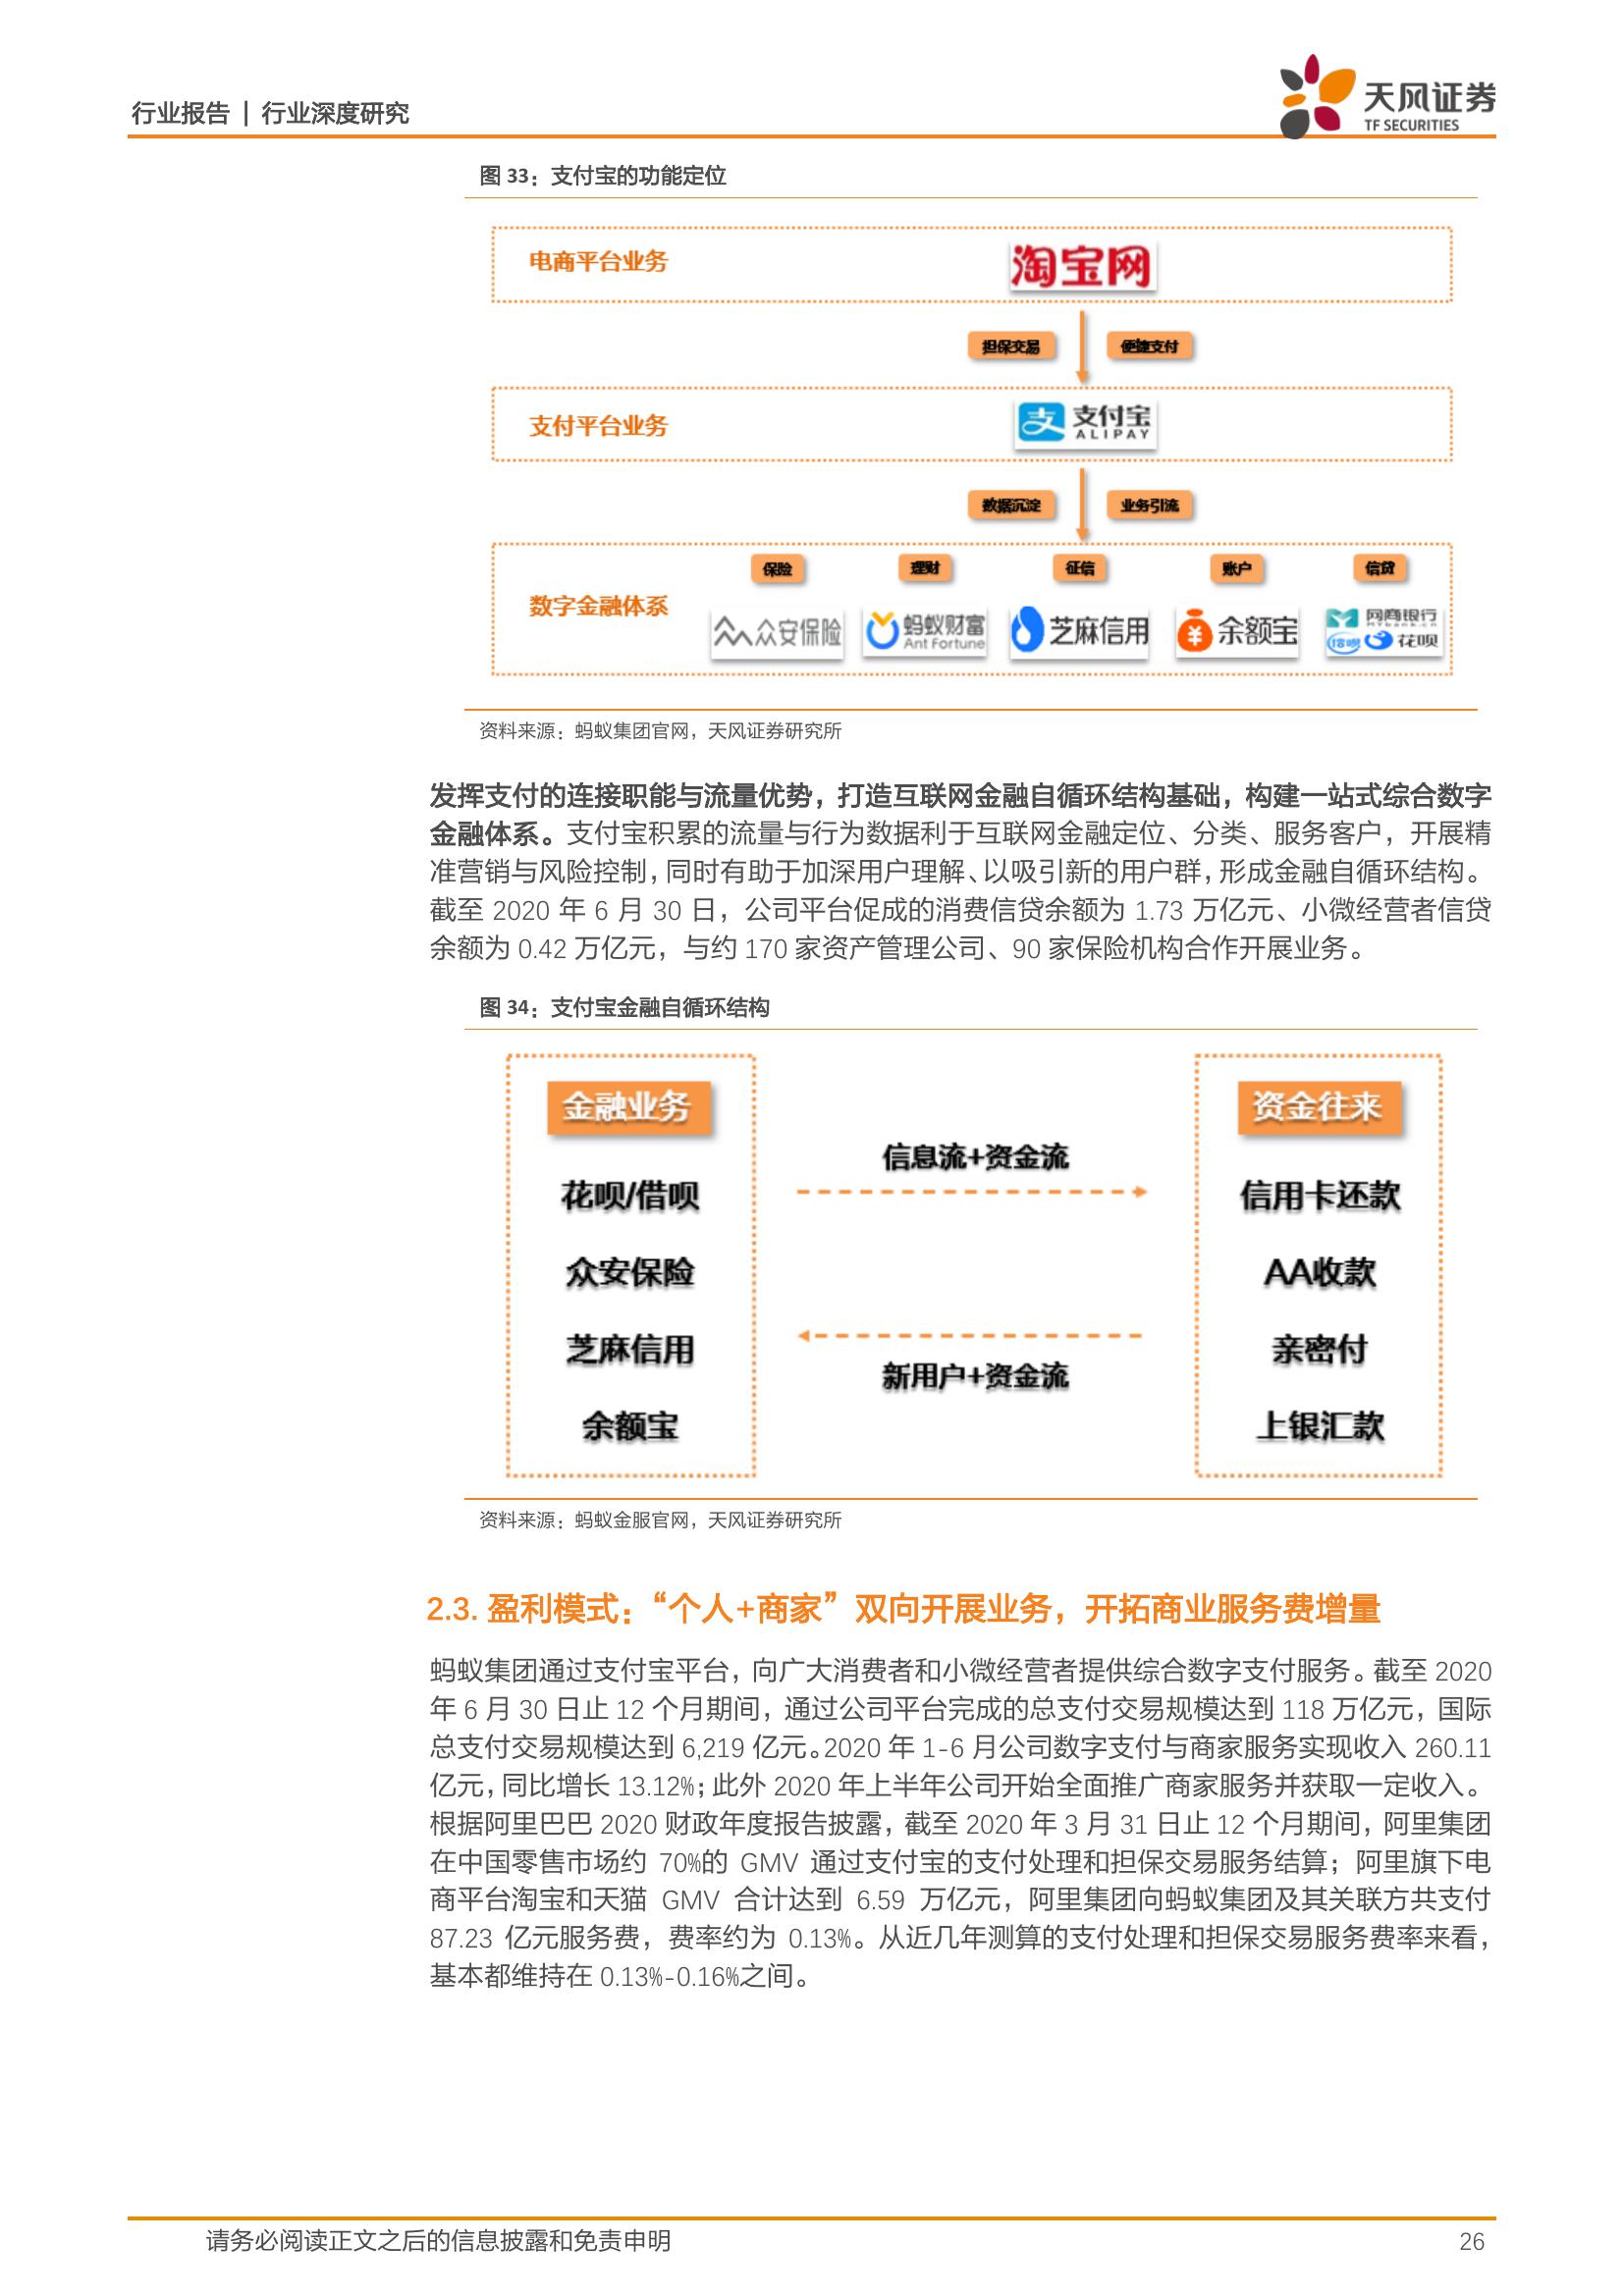 行业报告 | 行业深度研究
天风证券
TF SECURITIES
图 33：支付宝的功能定位
电商平台业务
淘宝网
担保交易 便捷支付
支付平台业务
支付宝
ALIPAY
数据沉淀 业务引流
保险 理财 征信 账户 信贷
数字金融体系
众安保险 蚂蚁财富 Ant Fortune 芝麻信用 余额宝 网商银行
花呗
资料来源：蚂蚁集团官网，天风证券研究所
发挥支付的连接职能与流量优势，打造互联网金融自循环结构基础，构建一站式综合数字
金融体系。支付宝积累的流量与行为数据利于互联网金融定位、分类、服务客户，开展精
准营销与风险控制，同时有助于加深用户理解、以吸引新的用户群，形成金融自循环结构。
截至 2020 年 6 月 30 日，公司平台促成的消费信贷余额为 1.73 万亿元、小微经营者信贷
余额为 0.42 万亿元，与约 170 家资产管理公司、90 家保险机构合作开展业务。
图 34：支付宝金融自循环结构
金融业务
花呗/借呗
众安保险
芝麻信用
余额宝
信息流+资金流
新用户+资金流
资金往来
信用卡还款
AA收款
亲密付
上银汇款
资料来源：蚂蚁金服官网，天风证券研究所
2.3. 盈利模式：“个人+商家”双向开展业务，开拓商业服务费增量
蚂蚁集团通过支付宝平台，向广大消费者和小微经营者提供综合数字支付服务。截至 2020
年 6 月 30 日止 12 个月期间，通过公司平台完成的总支付交易规模达到 118 万亿元，国际
总支付交易规模达到 6,219 亿元。2020 年 1-6 月公司数字支付与商家服务实现收入 260.11
亿元，同比增长 13.12%；此外 2020 年上半年公司开始全面推广商家服务并获取一定收入。
根据阿里巴巴 2020 财政年度报告披露，截至 2020 年 3 月 31 日止 12 个月期间，阿里集团
在中国零售市场约 70%的 GMV 通过支付宝的支付处理和担保交易服务结算；阿里旗下电
商平台淘宝和天猫 GMV 合计达到 6.59 万亿元，阿里集团向蚂蚁集团及其关联方共支付
87.23 亿元服务费，费率约为 0.13%。从近几年测算的支付处理和担保交易服务费率来看，
基本都维持在 0.13%-0.16%之间。
请务必阅读正文之后的信息披露和免责申明
26